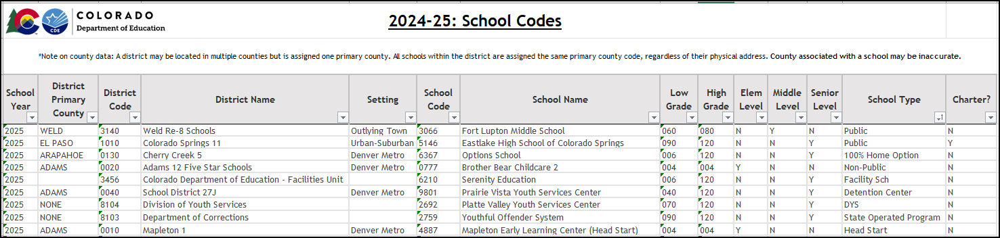 COLORADO
CDE
Department of Education
2024-25: School Codes
*Note on county data: A district may be located in multiple counties but is assigned one primary county. All schools within the district are assigned the same primary county code, regardless of their physical address. County associated with a school may be inaccurate.
School Year District Primary County District Code District Name Setting School Code School Name Low Grade High Grade Elem Level Middle Level Senior Level School Type Charter?
2025 WELD 3140 Weld Re-8 Schools Outlying Town 3066 Fort Lupton Middle School 060 080 N Y N Public N
2025 EL PASO 1010 Colorado Springs 11 Urban-Suburban 5146 Eastlake High School of Colorado Springs 090 120 N N Y Public Y
2025 ARAPAHOE 0130 Cherry Creek 5 Denver Metro 6367 Options School 006 120 N N Y 100% Home Option N
2025 ADAMS 0020 Adams 12 Five Star Schools Denver Metro 0777 Brother Bear Childcare 2 004 004 Y N N Non-Public N
2025 3456 Colorado Department of Education - Facilities Unit 6210 Serenity Education 006 120 N N Y Facility Sch N
2025 ADAMS 0040 School District 27J Denver Metro 9801 Prairie Vista Youth Services Center 040 120 N N Y Detention Center N
2025 NONE 8104 Division of Youth Services 2692 Platte Valley Youth Services Center 070 120 N N Y DYS N
2025 NONE 8103 Department of Corrections 2759 Youthful Offender System 090 120 N N Y State Operated Program N
2025 ADAMS 0010 Mapleton 1 Denver Metro 4887 Mapleton Early Learning Center (Head Start) 004 004 Y N N Head Start N